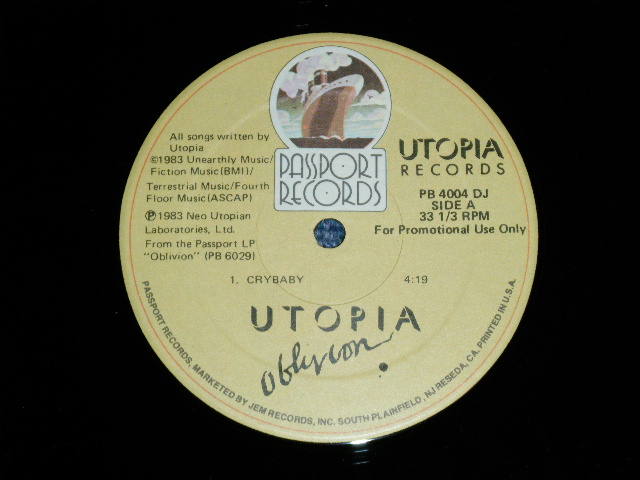 PASSPORT
RECORDS
All songs written by
Utopia
©1983 Unearthly Music/
Fiction Music(BMI)/
Terrestrial Music/Fourth
Floor Music(ASCAP)
Ⓟ1983 Neo Utopian
Laboratories, Ltd.
From the Passport LP
"Oblivion" (PB 6029)
UTOPIA
RECORDS
PB 4004 DJ
SIDE A
33 1/3 RPM
For Promotional Use Only
1. CRYBABY 4:19
UTOPIA
Oblivion
PASSPORT RECORDS, MARKETED BY JEM RECORDS, INC. SOUTH PLAINFIELD, NJ RESEDA, CA. PRINTED IN U.S.A.